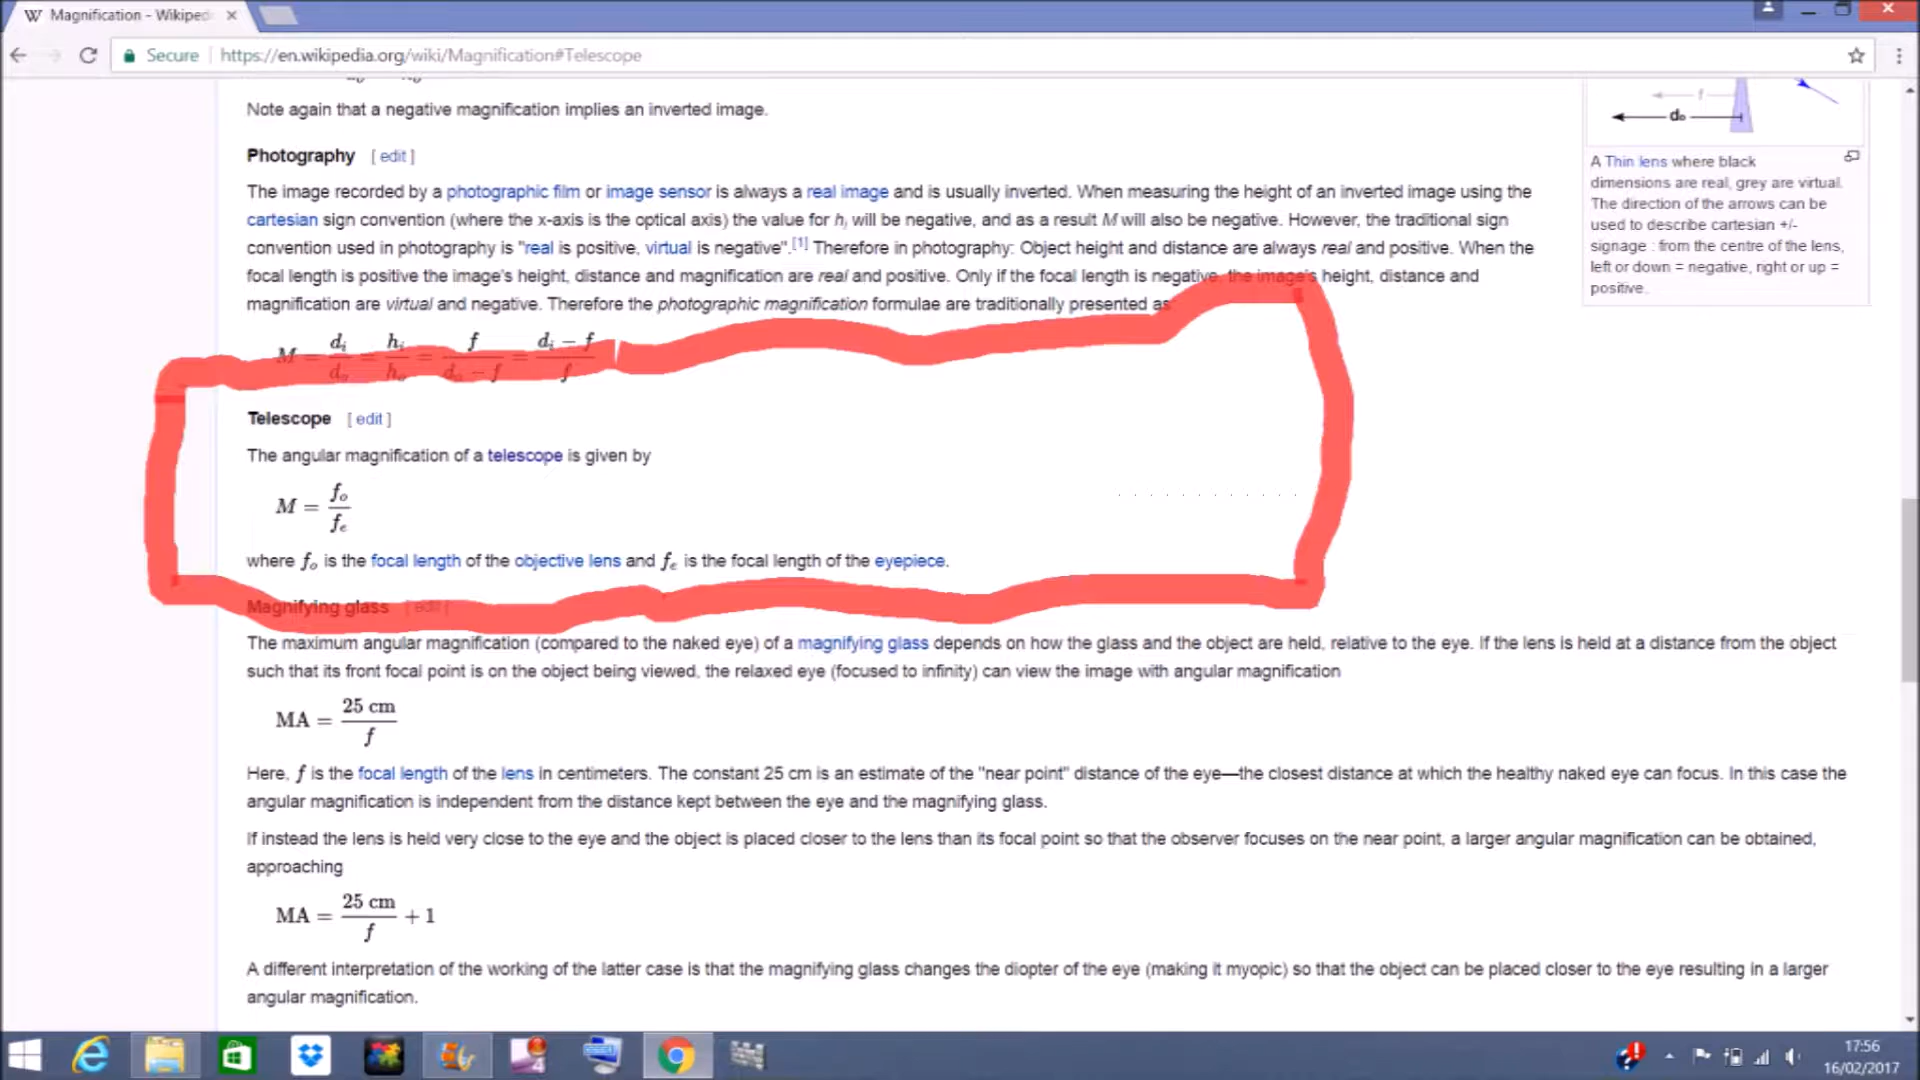 Magnification - Wikiped
Secure https://en.wikipedia.org/wiki/Magnification#Telescope
Note again that a negative magnification implies an inverted image.
Photography [ edit ]
The image recorded by a photographic film or image sensor is always a real image and is usually inverted. When measuring the height of an inverted image using the
cartesian sign convention (where the x-axis is the optical axis) the value for hᵢ will be negative, and as a result M will also be negative. However, the traditional sign
convention used in photography is "real is positive, virtual is negative".[1] Therefore in photography: Object height and distance are always real and positive. When the
focal length is positive the image's height, distance and magnification are real and positive. Only if the focal length is negative, the image's height, distance and
magnification are virtual and negative. Therefore the photographic magnification formulae are traditionally presented as
M = dᵢ/dₒ = hᵢ/hₒ = f/(dₒ − f) = (dᵢ − f)/f
Telescope [ edit ]
The angular magnification of a telescope is given by
M = fₒ/fₑ
where fₒ is the focal length of the objective lens and fₑ is the focal length of the eyepiece.
Magnifying glass [ edit ]
The maximum angular magnification (compared to the naked eye) of a magnifying glass depends on how the glass and the object are held, relative to the eye. If the lens is held at a distance from the object
such that its front focal point is on the object being viewed, the relaxed eye (focused to infinity) can view the image with angular magnification
MA = 25 cm/f
Here, f is the focal length of the lens in centimeters. The constant 25 cm is an estimate of the "near point" distance of the eye—the closest distance at which the healthy naked eye can focus. In this case the
angular magnification is independent from the distance kept between the eye and the magnifying glass.
If instead the lens is held very close to the eye and the object is placed closer to the lens than its focal point so that the observer focuses on the near point, a larger angular magnification can be obtained,
approaching
MA = 25 cm/f + 1
A different interpretation of the working of the latter case is that the magnifying glass changes the diopter of the eye (making it myopic) so that the object can be placed closer to the eye resulting in a larger
angular magnification.
f
dₒ
A Thin lens where black
dimensions are real, grey are virtual.
The direction of the arrows can be
used to describe cartesian +/-
signage : from the centre of the lens,
left or down = negative, right or up =
positive.
17:56
16/02/2017